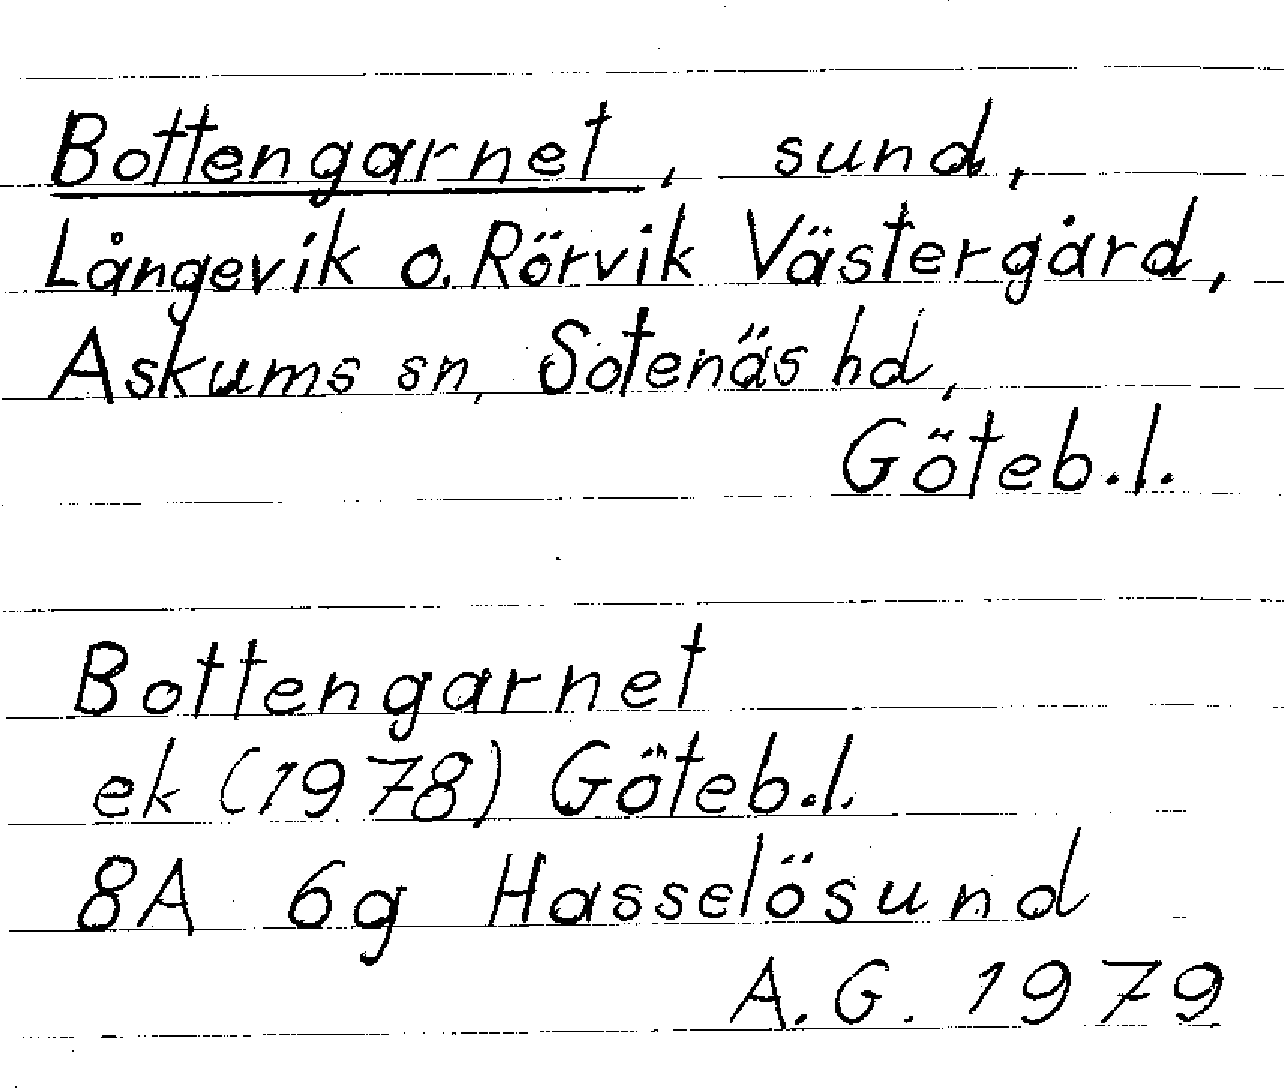 Bottengarnet, sund,
Långevik o. Rörvik Västergård,
Askums sn, Sotenäs hd,
Göteb.l.
Bottengarnet
ek (1978) Göteb.l.
8A 6g Hasselösund
A.G. 1979